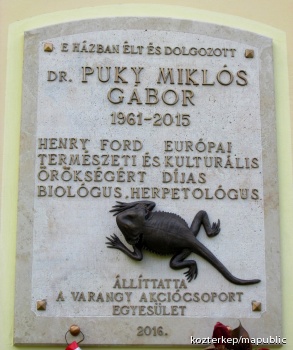 E HÁZBAN ÉLT ÉS DOLGOZOTT
DR. PUKY MIKLÓS
GÁBOR
1961-2015
HENRY FORD EURÓPAI
TERMÉSZETI ÉS KULTURÁLIS
ÖRÖKSÉGÉRT DÍJAS
BIOLÓGUS, HERPETOLÓGUS
ÁLLÍTTATTA
A VARANGY AKCIÓCSOPORT
EGYESÜLET
2016.
kozterkep/mapublic